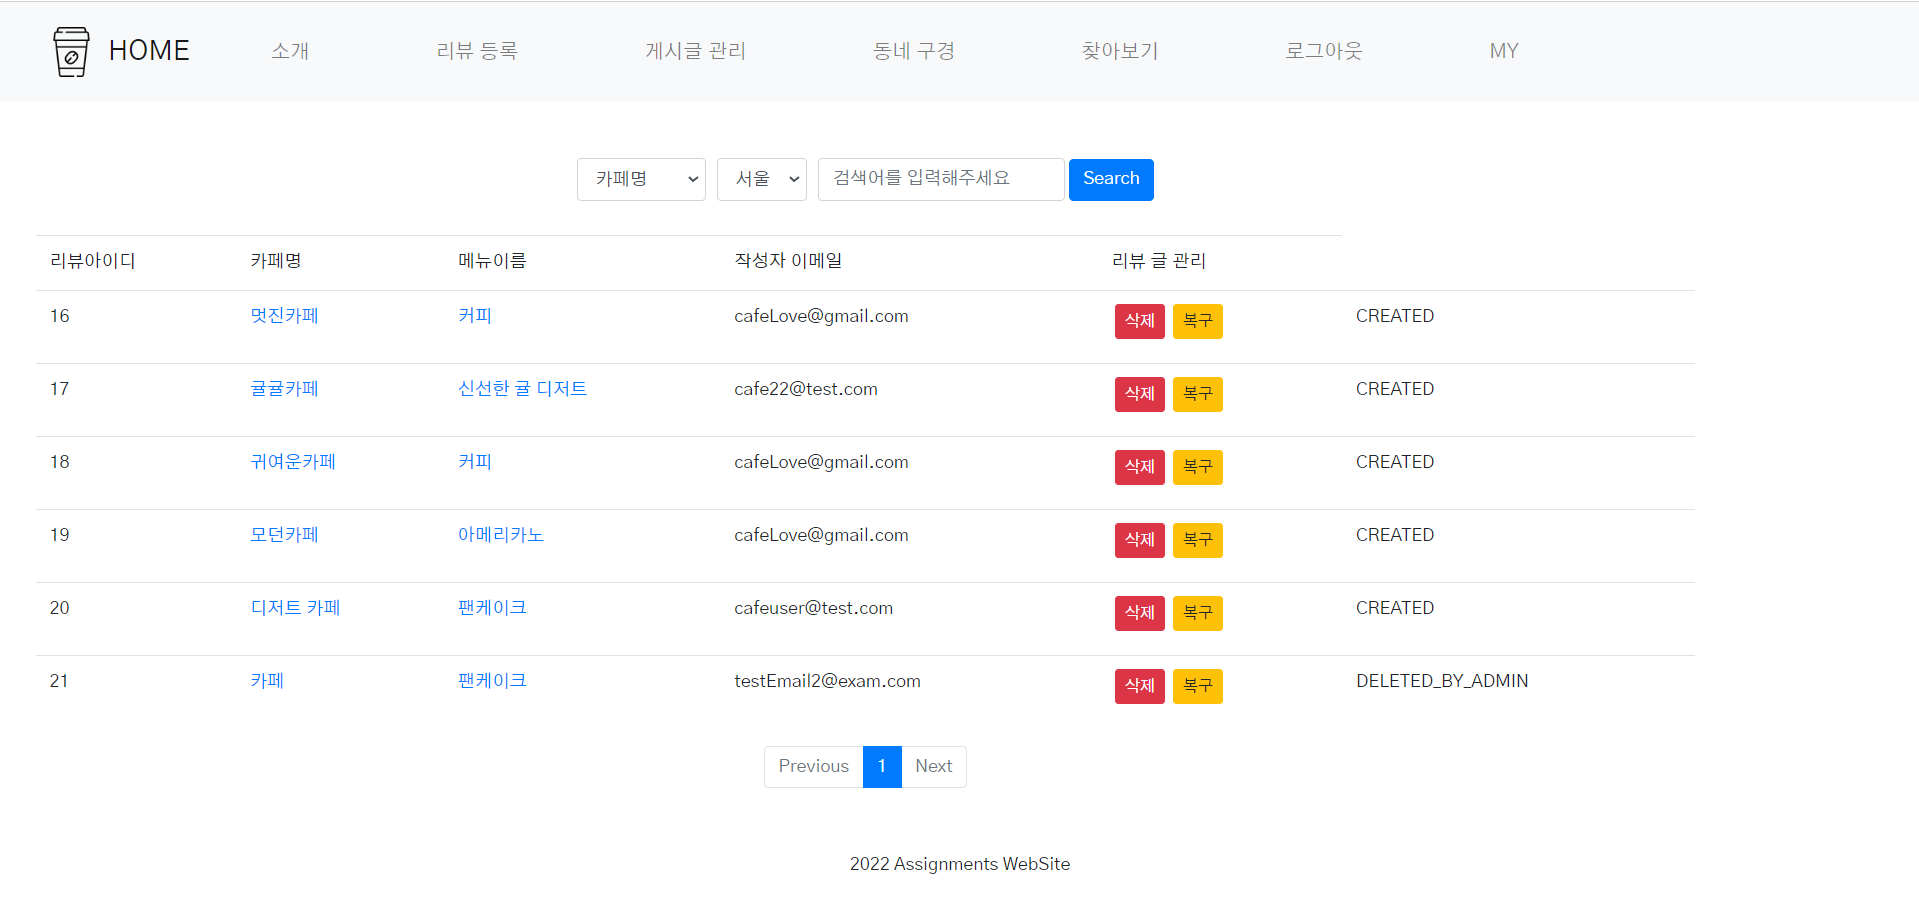 HOME 소개 리뷰 등록 게시글 관리 동네 구경 찾아보기 로그아웃 MY
카페명 서울 검색어를 입력해주세요 Search
리뷰아이디 카페명 메뉴이름 작성자 이메일 리뷰 글 관리
16 멋진카페 커피 cafeLove@gmail.com 삭제 복구 CREATED
17 귤귤카페 신선한 귤 디저트 cafe22@test.com 삭제 복구 CREATED
18 귀여운카페 커피 cafeLove@gmail.com 삭제 복구 CREATED
19 모던카페 아메리카노 cafeLove@gmail.com 삭제 복구 CREATED
20 디저트 카페 팬케이크 cafeuser@test.com 삭제 복구 CREATED
21 카페 팬케이크 testEmail2@exam.com 삭제 복구 DELETED_BY_ADMIN
Previous 1 Next
2022 Assignments WebSite